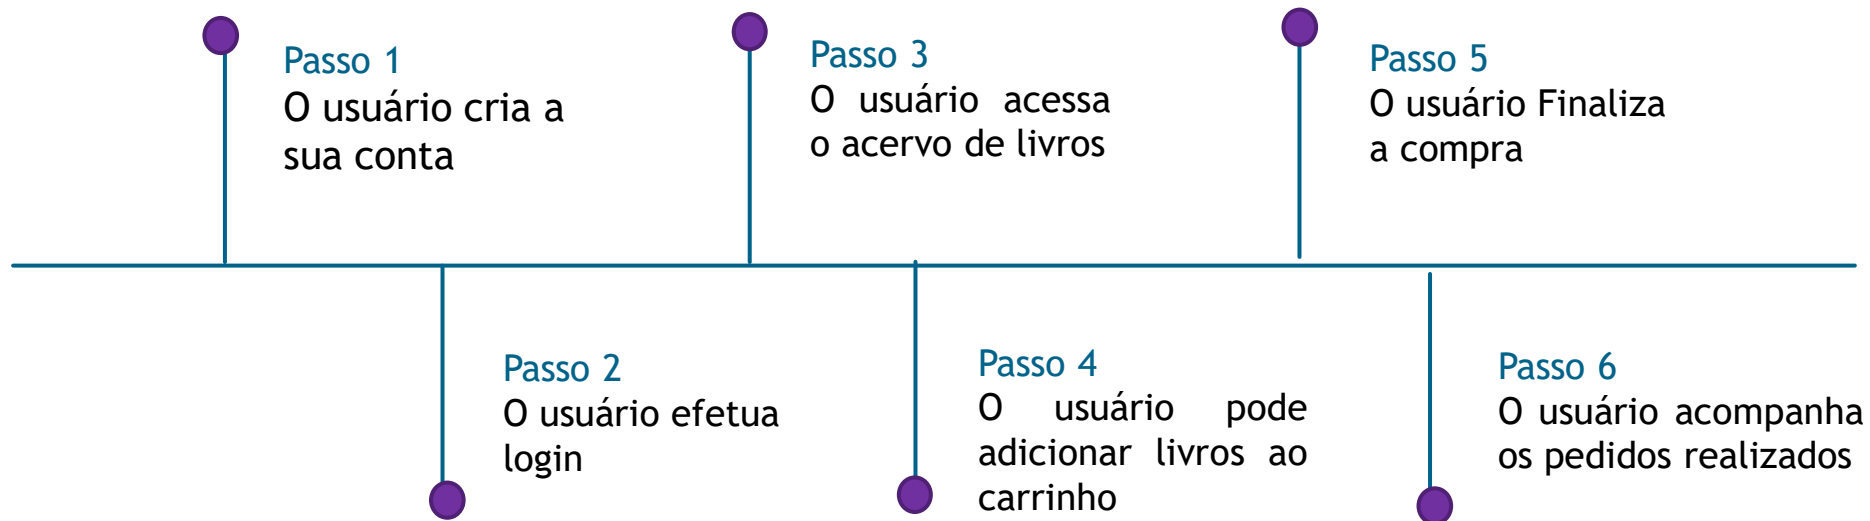 Passo 1
O usuário cria a
sua conta
Passo 2
O usuário efetua
login
Passo 3
O usuário acessa
o acervo de livros
Passo 4
O usuário pode
adicionar livros ao
carrinho
Passo 5
O usuário Finaliza
a compra
Passo 6
O usuário acompanha
os pedidos realizados